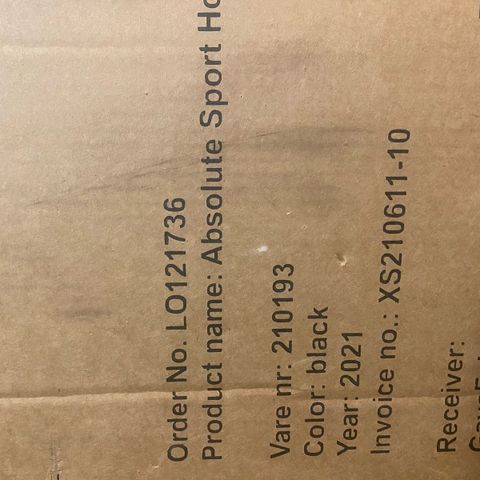 Order No. LO121736
Product name: Absolute Sport
Vare nr: 210193
Color: black
Year: 2021
Invoice no.: XS210611-10
Receiver: